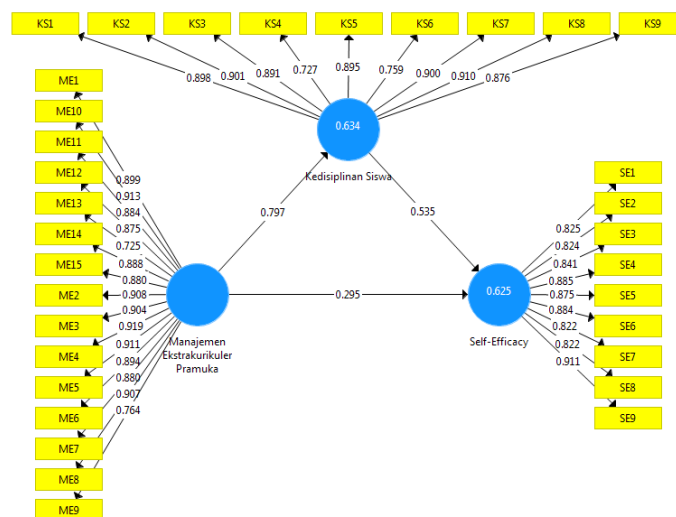 KS1 KS2 KS3 KS4 KS5 KS6 KS7 KS8 KS9
0.898 0.901 0.891 0.727 0.895 0.759 0.900 0.910 0.876
0.634
Kedisiplinan Siswa
ME1
ME10
ME11
ME12
ME13
ME14
ME15
ME2
ME3
ME4
ME5
ME6
ME7
ME8
ME9
0.899
0.913
0.884
0.875
0.725
0.888
0.880
0.908
0.904
0.919
0.911
0.894
0.880
0.907
0.764
Manajemen
Ekstrakurikuler
Pramuka
0.797
0.535
0.295
0.625
Self-Efficacy
0.825
0.824
0.841
0.885
0.875
0.884
0.822
0.822
0.911
SE1
SE2
SE3
SE4
SE5
SE6
SE7
SE8
SE9